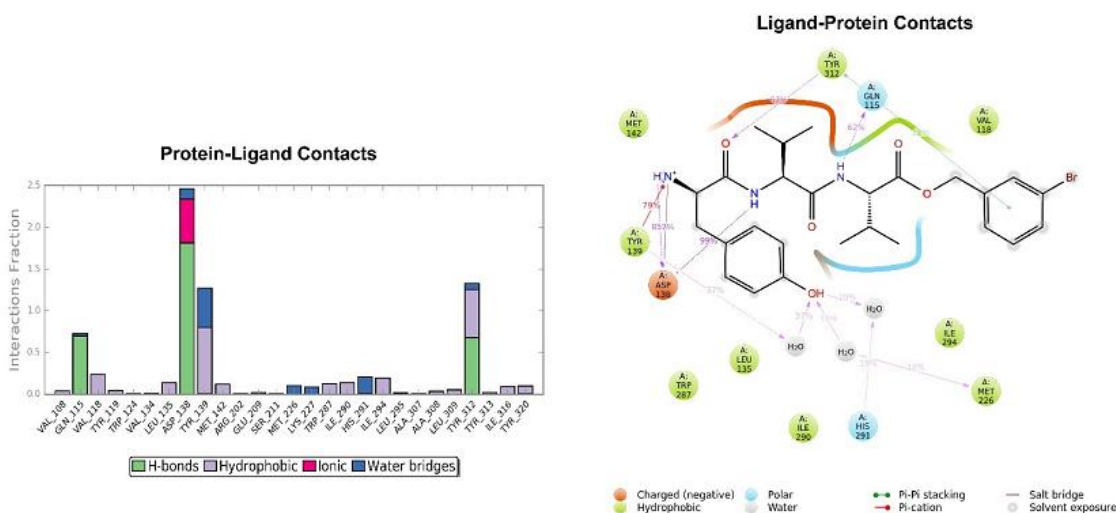 Protein-Ligand Contacts
Interactions Fraction
2.5
2.0
1.5
1.0
0.5
0.0
VAL_108
GLN_115
VAL_118
TYR_119
TRP_124
VAL_134
LEU_135
ASP_138
TYR_139
MET_142
ARG_202
GLU_209
SER_211
MET_226
LYS_227
TRP_287
ILE_290
HIS_291
ILE_294
LEU_295
ALA_307
ALA_308
LEU_309
TYR_312
TYR_313
ILE_316
TYR_320
H-bonds
Hydrophobic
Ionic
Water bridges
Ligand-Protein Contacts
A:
TYR
312
A:
GLN
115
A:
MET
142
A:
VAL
118
67%
62%
O
O
H₃N⁺
N
H
H
N
O
O
Br
79%
99%
A:
TYR
139
A:
ASP
138
OH
H₂O
H₂O
H₂O
A:
ILE
294
A:
LEU
135
A:
TRP
287
A:
MET
226
A:
ILE
290
A:
HIS
291
Charged (negative)
Hydrophobic
Polar
Water
Pi-Pi stacking
Pi-cation
Salt bridge
Solvent exposure